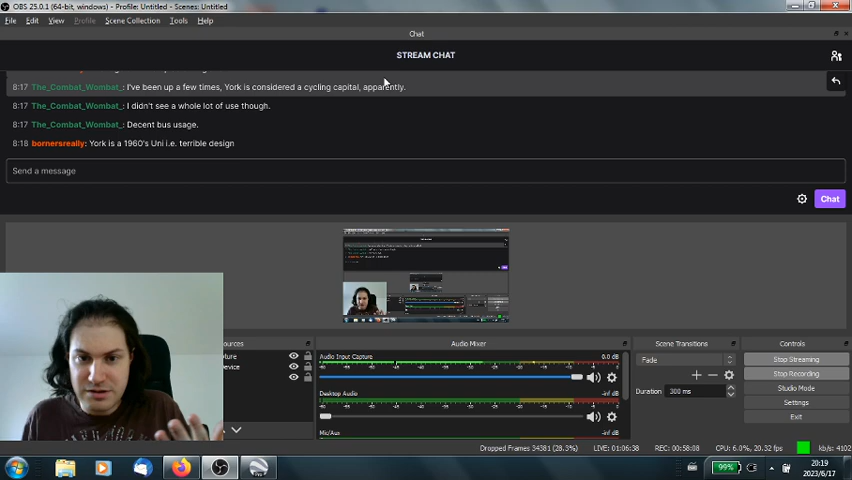 OBS 25.0.1 (64-bit, windows) - Profile: Untitled - Scenes: Untitled
File Edit View Profile Scene Collection Tools Help
Chat
STREAM CHAT
8:17 The_Combat_Wombat_: I've been up a few times, York is considered a cycling capital, apparently.
8:17 The_Combat_Wombat_: I didn't see a whole lot of use though.
8:17 The_Combat_Wombat_: Decent bus usage.
8:18 bornersreally: York is a 1960's Uni i.e. terrible design
Send a message
Chat
ources
Audio Mixer
Scene Transitions
Controls
Audio Input Capture
0.0 dB
Fade
Stop Streaming
Stop Recording
Desktop Audio
-inf dB
Duration 300 ms
Studio Mode
Settings
Mic/Aux
-inf dB
Exit
Dropped Frames 34381 (28.3%) LIVE: 01:06:38 REC: 00:58:08 CPU: 6.0%, 20.32 fps kb/s: 4102
99%
20:19
2023/6/17